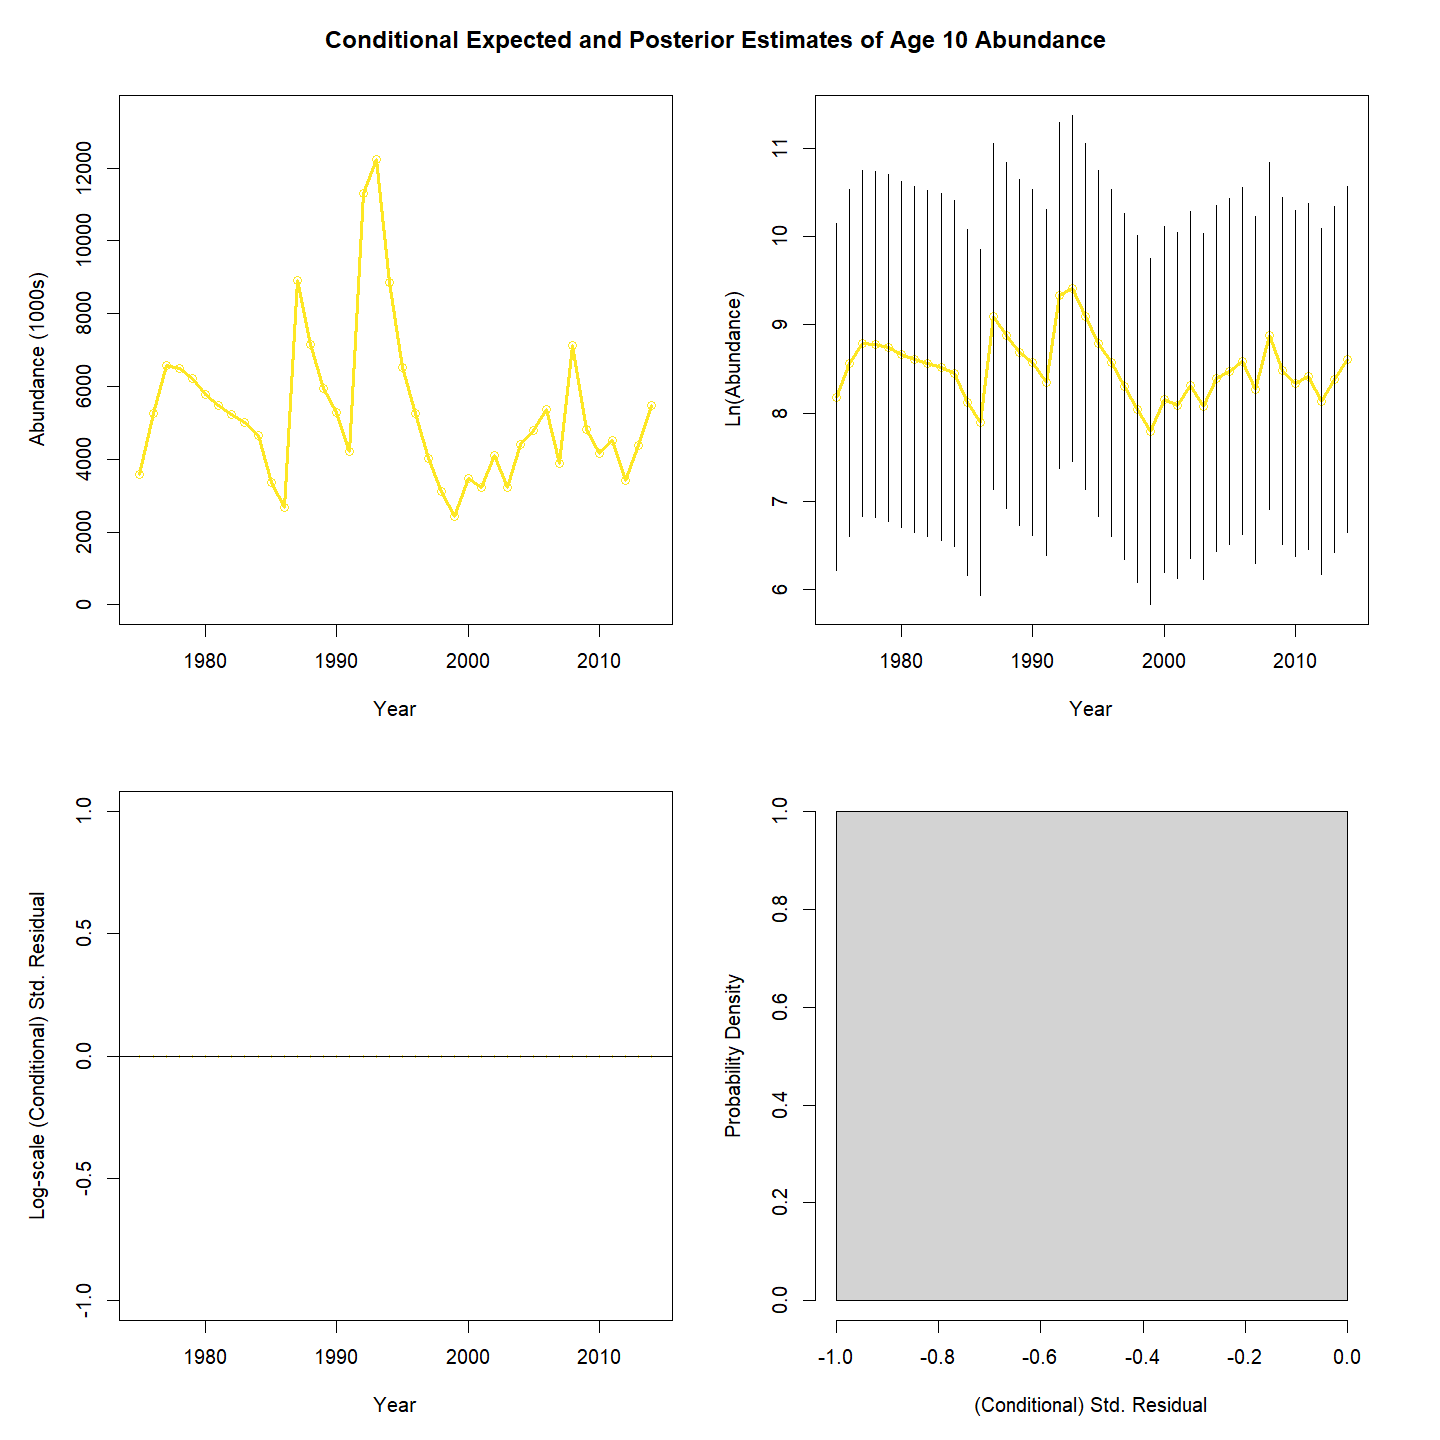 Conditional Expected and Posterior Estimates of Age 10 Abundance
Abundance (1000s)
12000
10000
8000
6000
4000
2000
0
1980 1990 2000 2010
Year
Ln(Abundance)
11
10
9
8
7
6
1980 1990 2000 2010
Year
Log-scale (Conditional) Std. Residual
1.0
0.5
0.0
-0.5
-1.0
1980 1990 2000 2010
Year
Probability Density
1.0
0.8
0.6
0.4
0.2
0.0
-1.0 -0.8 -0.6 -0.4 -0.2 0.0
(Conditional) Std. Residual